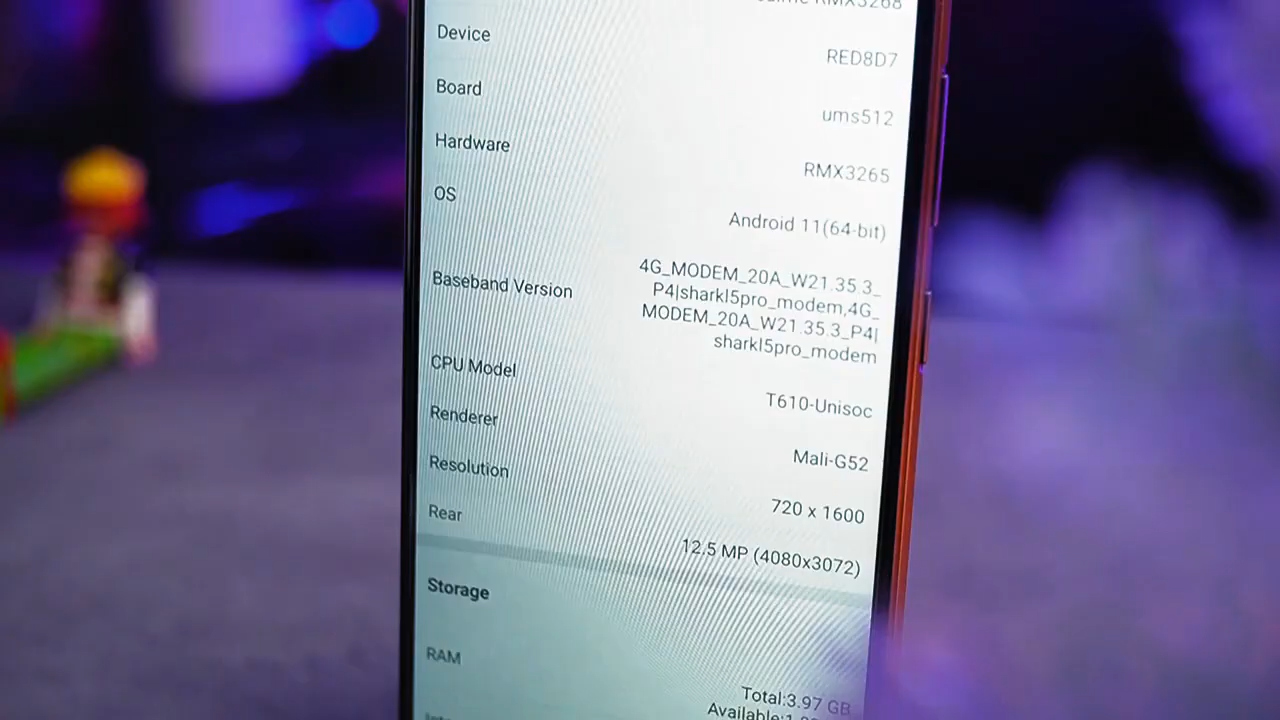 RMX3268
Device
RED8D7
Board
ums512
Hardware
RMX3265
OS
Android 11(64-bit)
Baseband Version
4G_MODEM_20A_W21.35.3_
P4|sharkl5pro_modem,4G_
MODEM_20A_W21.35.3_P4|
sharkl5pro_modem
CPU Model
T610-Unisoc
Renderer
Mali-G52
Resolution
720 x 1600
Rear
12.5 MP (4080x3072)
Storage
RAM
Total:3.97 GB